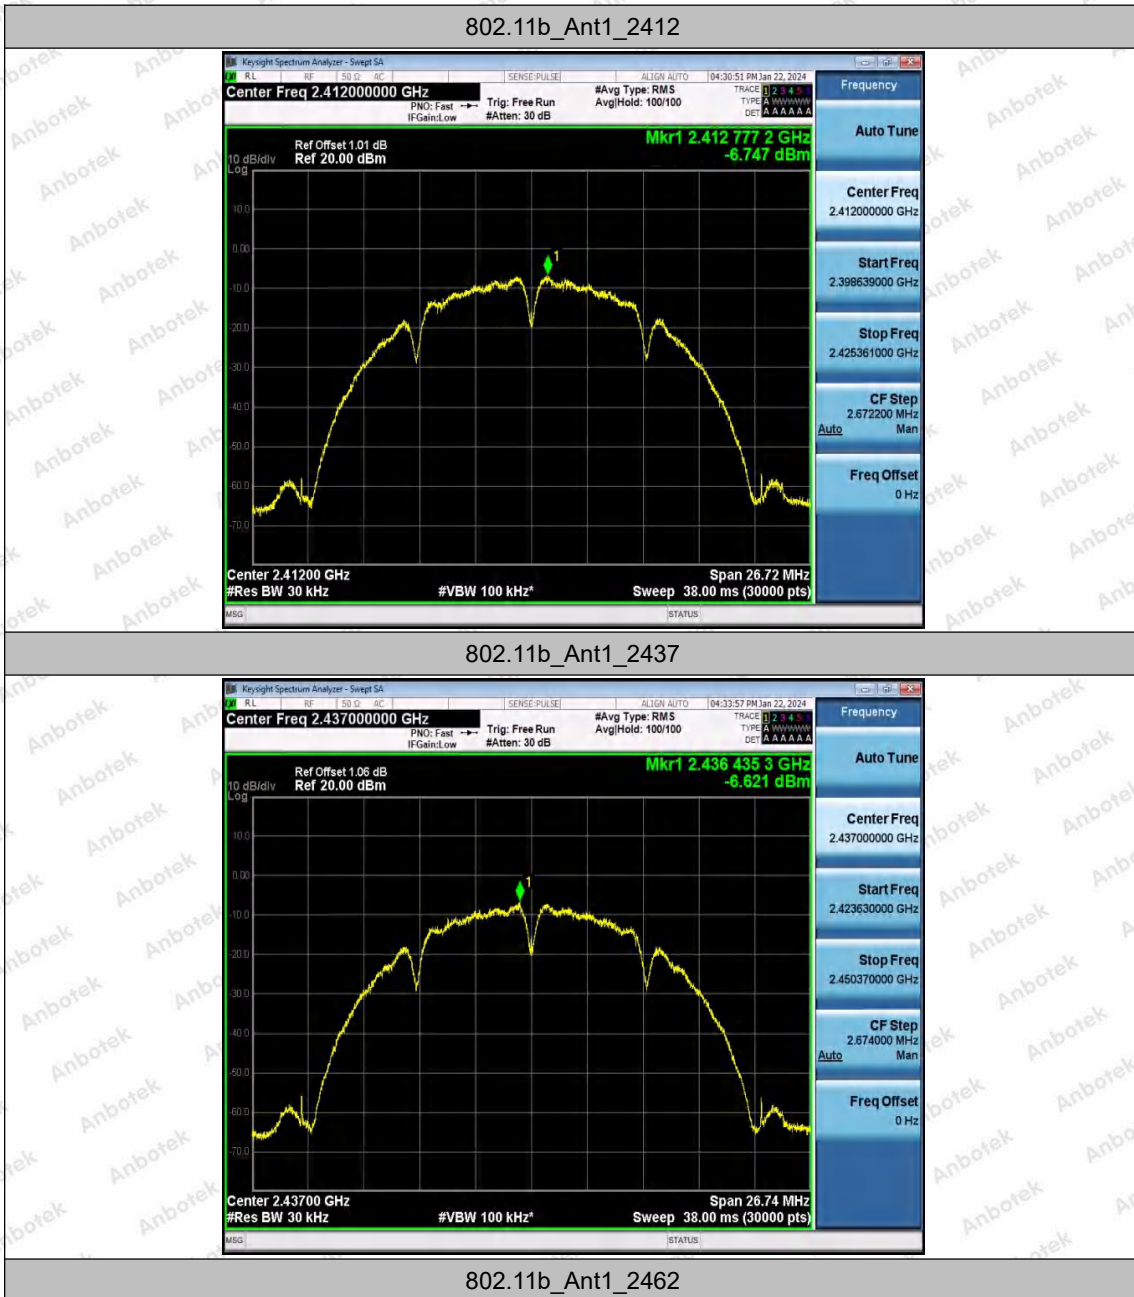 802.11b_Ant1_2412
Keysight Spectrum Analyzer - Swept SA
RL RF 50 Ω AC SENSE:PULSE ALIGN AUTO 04:30:51 PM Jan 22, 2024
Center Freq 2.412000000 GHz
PNO: Fast
IFGain:Low
Trig: Free Run
#Atten: 30 dB
#Avg Type: RMS
Avg|Hold: 100/100
TRACE 1 2 3 4 5
TYPE A WWWWW
DET A A A A A A
Frequency
Ref Offset 1.01 dB
Ref 20.00 dBm
10 dB/div
Log
Mkr1 2.412 777 2 GHz
-6.747 dBm
10.0
0.00
-10.0
-20.0
-30.0
-40.0
-50.0
-60.0
-70.0
1
Auto Tune
Center Freq
2.412000000 GHz
Start Freq
2.398639000 GHz
Stop Freq
2.425361000 GHz
CF Step
2.672200 MHz
Auto Man
Freq Offset
0 Hz
Center 2.41200 GHz Span 26.72 MHz
#Res BW 30 kHz #VBW 100 kHz* Sweep 38.00 ms (30000 pts)
MSG STATUS
802.11b_Ant1_2437
Keysight Spectrum Analyzer - Swept SA
RL RF 50 Ω AC SENSE:PULSE ALIGN AUTO 04:33:57 PM Jan 22, 2024
Center Freq 2.437000000 GHz
PNO: Fast
IFGain:Low
Trig: Free Run
#Atten: 30 dB
#Avg Type: RMS
Avg|Hold: 100/100
TRACE 1 2 3 4 5
TYPE A WWWWW
DET A A A A A A
Frequency
Ref Offset 1.06 dB
Ref 20.00 dBm
10 dB/div
Log
Mkr1 2.436 435 3 GHz
-6.621 dBm
10.0
0.00
-10.0
-20.0
-30.0
-40.0
-50.0
-60.0
-70.0
1
Auto Tune
Center Freq
2.437000000 GHz
Start Freq
2.423630000 GHz
Stop Freq
2.450370000 GHz
CF Step
2.674000 MHz
Auto Man
Freq Offset
0 Hz
Center 2.43700 GHz Span 26.74 MHz
#Res BW 30 kHz #VBW 100 kHz* Sweep 38.00 ms (30000 pts)
MSG STATUS
802.11b_Ant1_2462